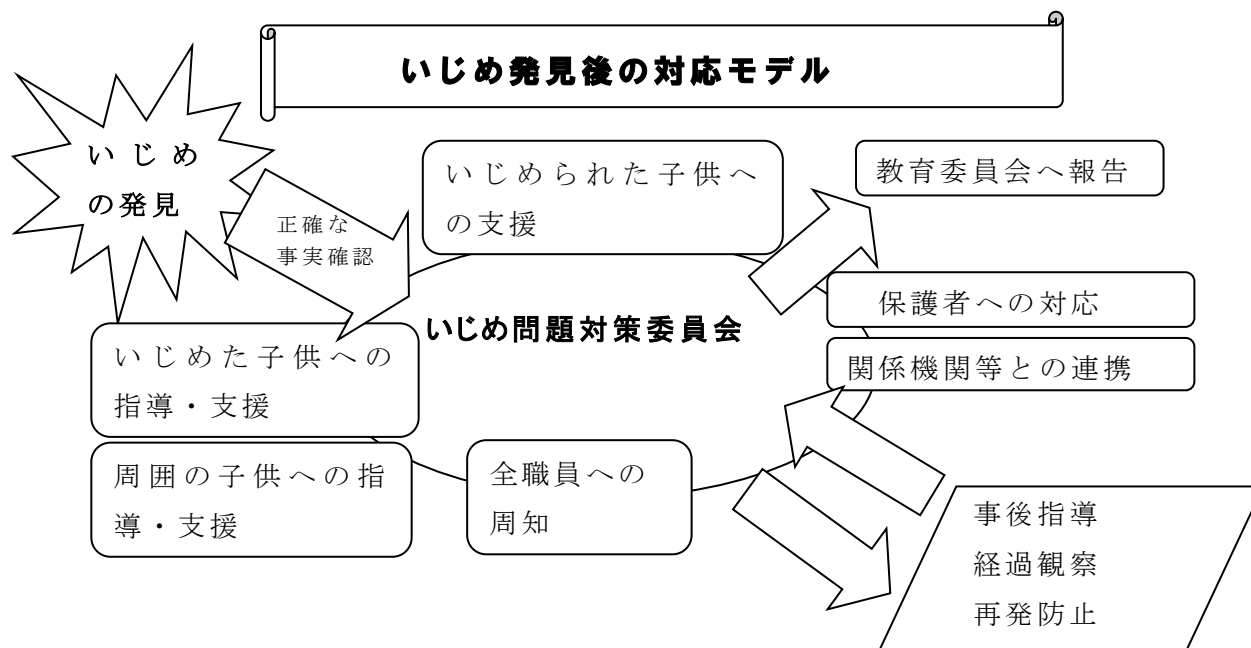 いじめ発見後の対応モデル
いじめ
の発見
正確な
事実確認
いじめられた子供へ
の支援
教育委員会へ報告
保護者への対応
関係機関等との連携
いじめ問題対策委員会
いじめた子供への
指導・支援
周囲の子供への指
導・支援
全職員への
周知
事後指導
経過観察
再発防止